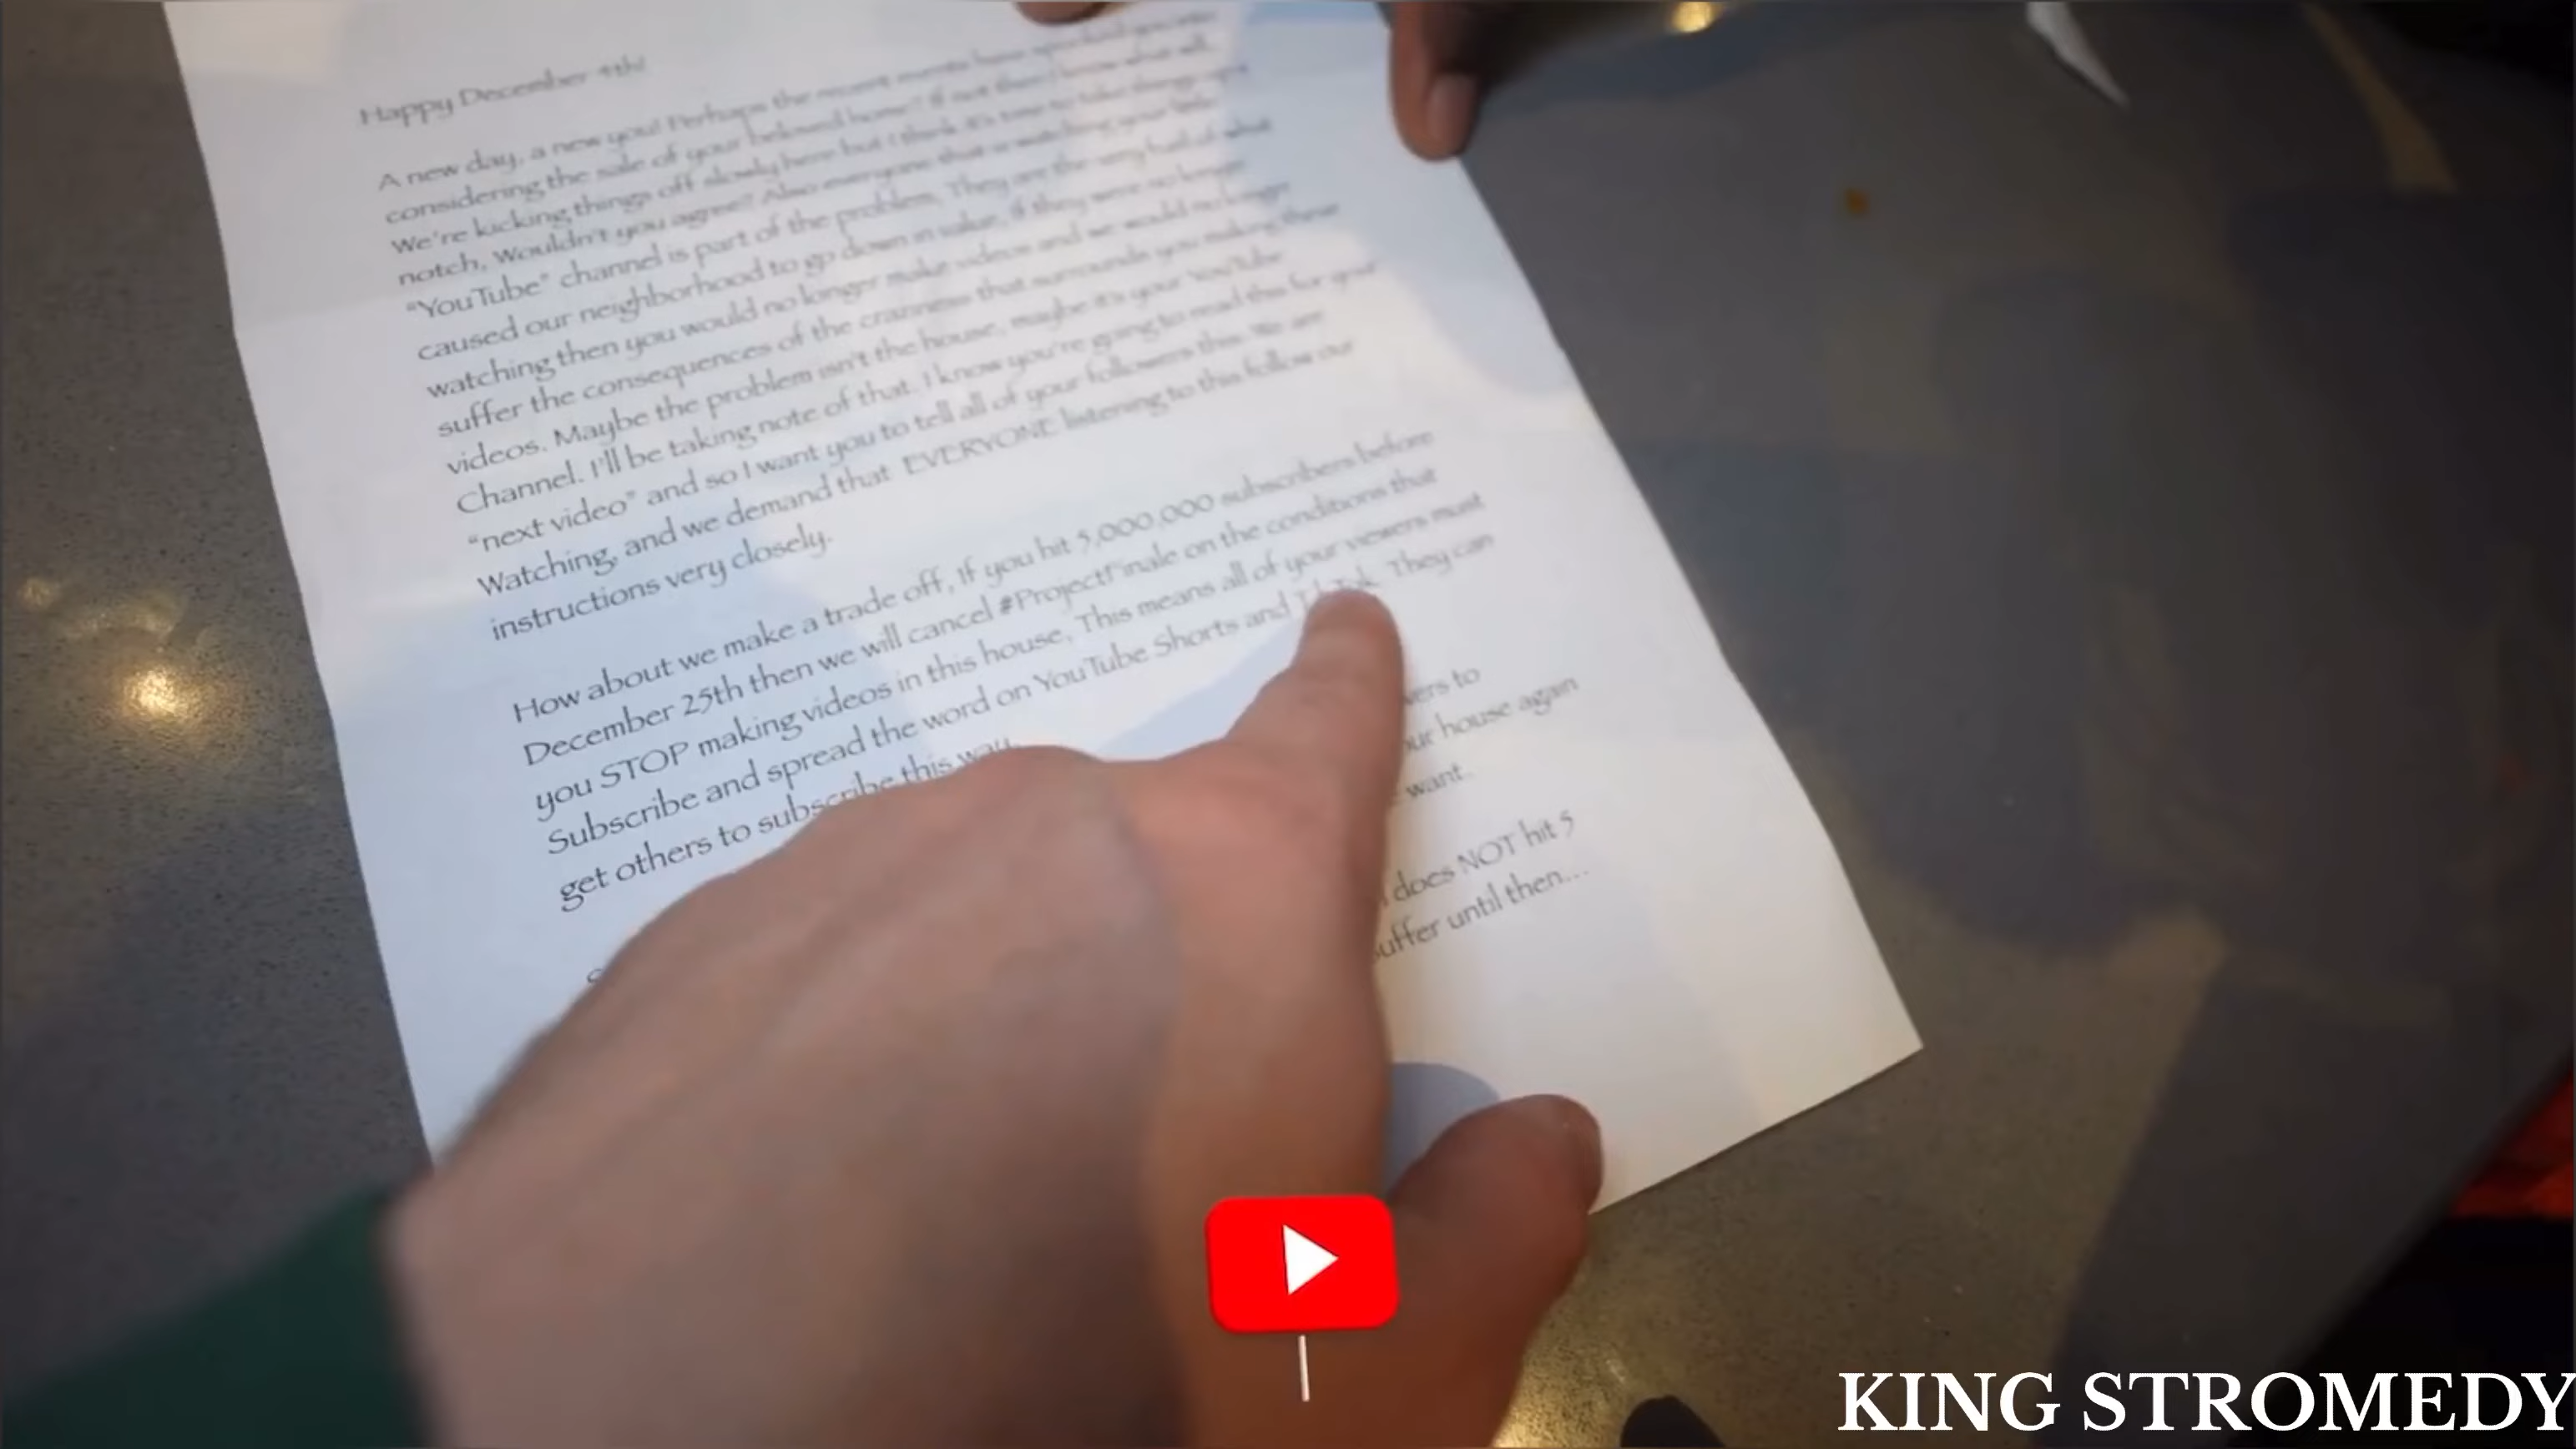 Happy December 4th!
A new day, a new you! Perhaps the recent events have
considering the sale of your beloved home? If not then I know what will.
We're kicking things off slowly here but I think it's time to take things up a
notch, Wouldn't you agree? Also everyone that is watching your little
"YouTube" channel is part of the problem, They are the very fuel of what
caused our neighborhood to go down in value, if they were no longer
watching then you would no longer make videos and we would no longer
suffer the consequences of the craziness that surrounds you making these
videos. Maybe the problem isn't the house, maybe it's your YouTube
Channel. I'll be taking note of that. I know you're going to read this for your
"next video" and so I want you to tell all of your followers this: We are
Watching, and we demand that EVERYONE listening to this follow our
instructions very closely.
How about we make a trade off, If you hit 5,000,000 subscribers before
December 25th then we will cancel #ProjectFinale on the conditions that
you STOP making videos in this house, This means all of your viewers must
Subscribe and spread the word on YouTube Shorts and They can
get others to subscribe this way.
to
house again
want.
does NOT hit 5
until then...
KING STROMEDY